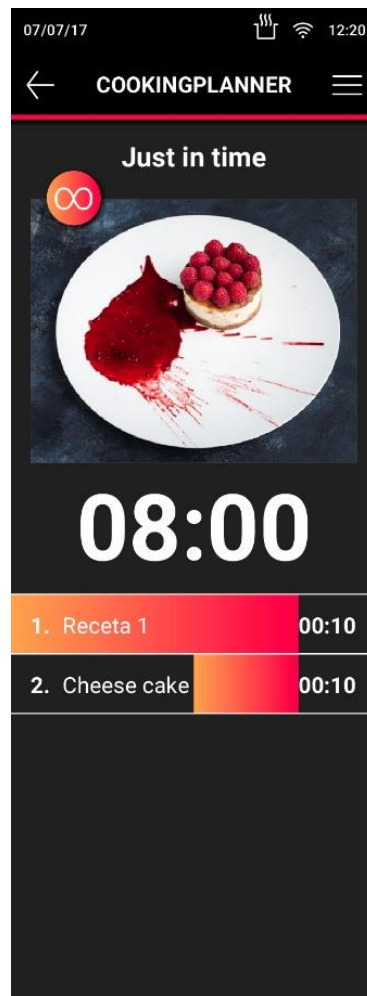 07/07/17 12:20
COOKINGPLANNER
Just in time
08:00
1. Receta 1 00:10
2. Cheese cake 00:10